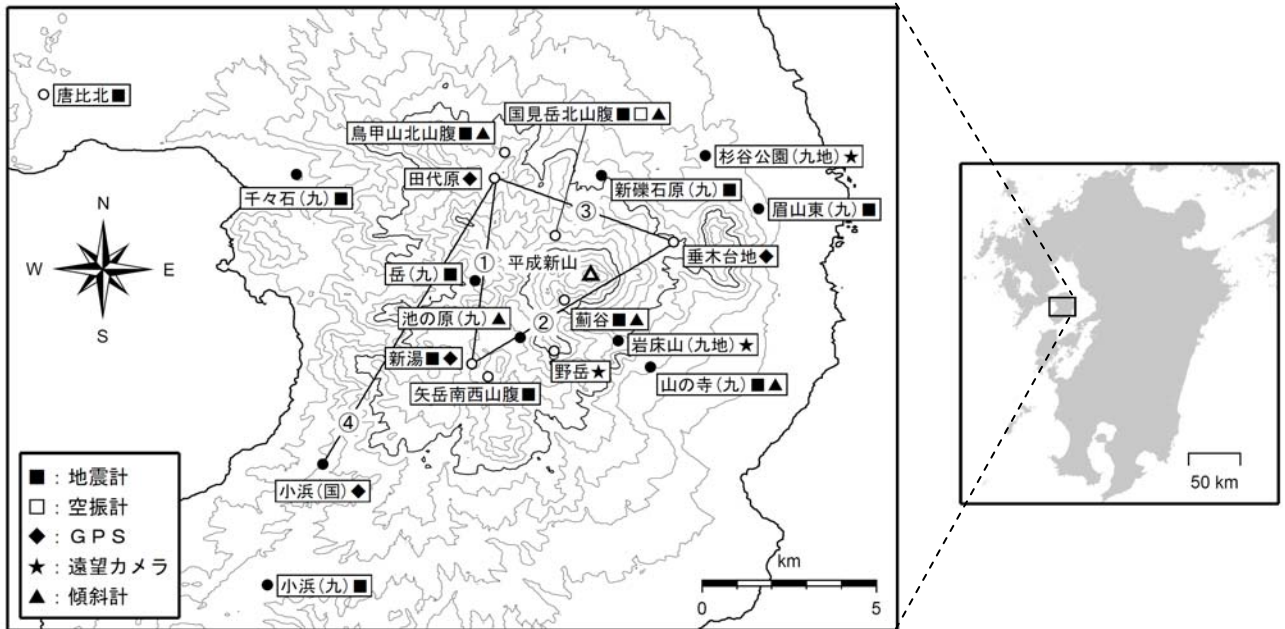 唐比北■
国見岳北山腹■□▲
鳥甲山北山腹■▲
杉谷公園(九地)★
田代原◆
千々石(九)■
新礫石原(九)■
③
眉山東(九)■
N
W
E
S
①
平成新山
垂木台地◆
岳(九)■
池の原(九)▲
②
薊谷■▲
新湯■◆
岩床山(九地)★
野岳★
矢岳南西山腹■
山の寺(九)■▲
④
小浜(国)◆
小浜(九)■
■：地震計
□：空振計
◆：ＧＰＳ
★：遠望カメラ
▲：傾斜計
km
0 5
50 km